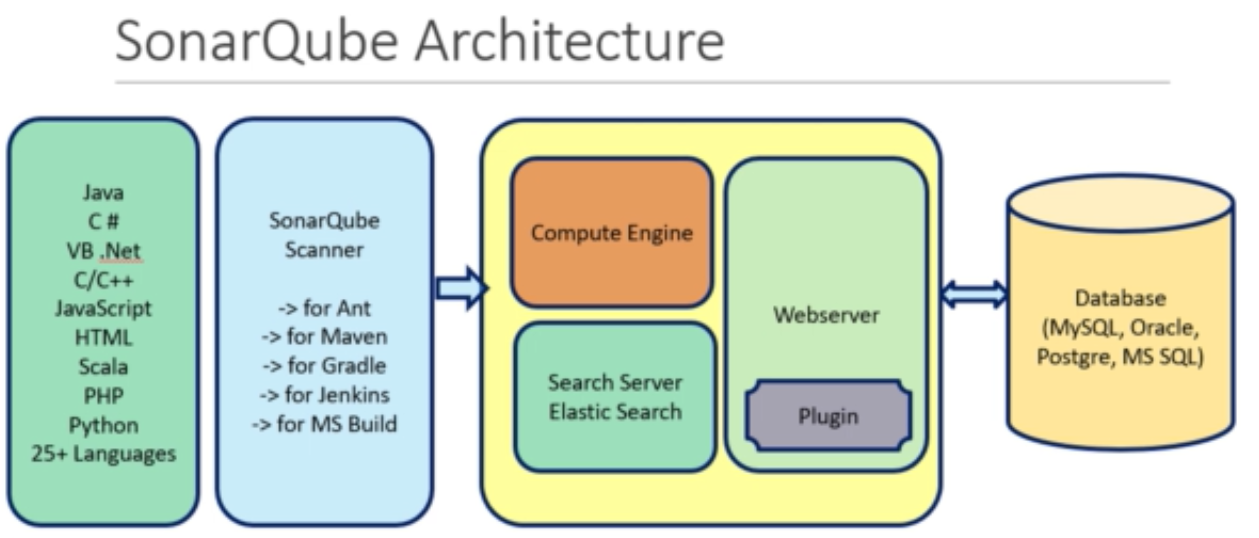 SonarQube Architecture
Java
C #
VB .Net
C/C++
JavaScript
HTML
Scala
PHP
Python
25+ Languages
SonarQube
Scanner
-> for Ant
-> for Maven
-> for Gradle
-> for Jenkins
-> for MS Build
Compute Engine
Search Server
Elastic Search
Webserver
Plugin
Database
(MySQL, Oracle,
Postgre, MS SQL)